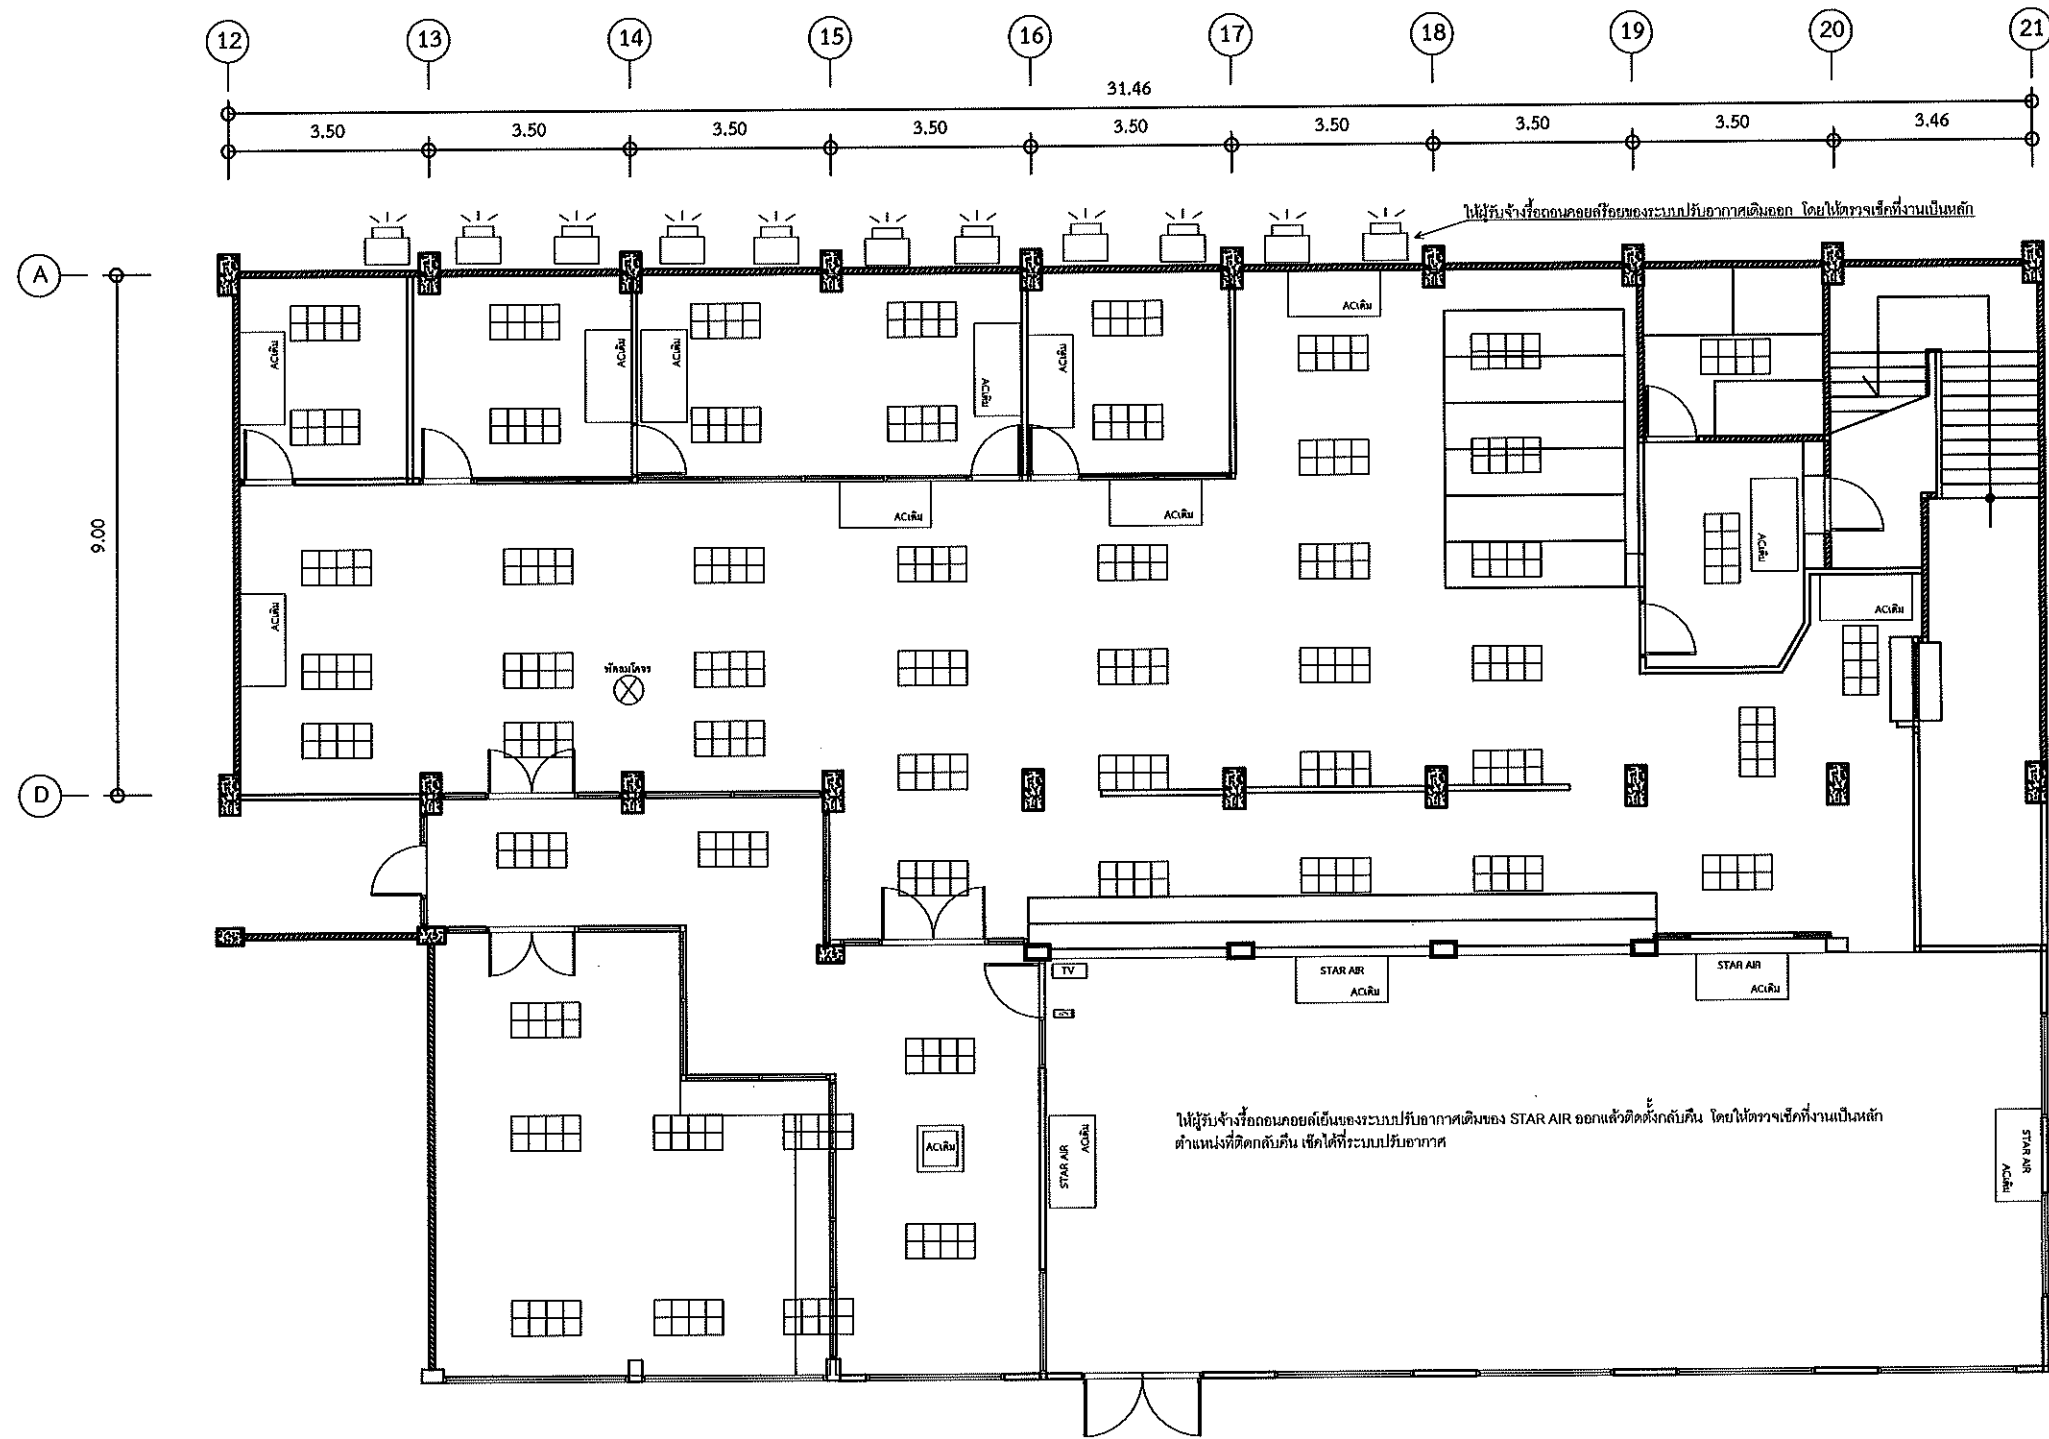 12 13 14 15 16 17 18 19 20 21
31.46
3.50 3.50 3.50 3.50 3.50 3.50 3.50 3.50 3.46
ให้ผู้รับจ้างรื้อถอนคอยล์ร้อยของระบบปรับอากาศเดิมออก โดยให้ตรวจเช็คที่งานเป็นหลัก
A
ACเดิม
ACเดิม
ACเดิม
ACเดิม
ACเดิม
ACเดิม
9.00
ACเดิม
ACเดิม
ACเดิม
ACเดิม
ACเดิม
พัดลมโคจร
D
TV
STAR AIR
ACเดิม
STAR AIR
ACเดิม
ให้ผู้รับจ้างรื้อถอนคอยล์เย็นของระบบปรับอากาศเดิมของ STAR AIR ออกแล้วติดตั้งกลับคืน โดยให้ตรวจเช็คที่งานเป็นหลัก
ตำแหน่งที่ติดกลับคืน เช็คได้ที่ระบบปรับอากาศ
ACเดิม
STAR AIR
ACเดิม
STAR AIR
ACเดิม